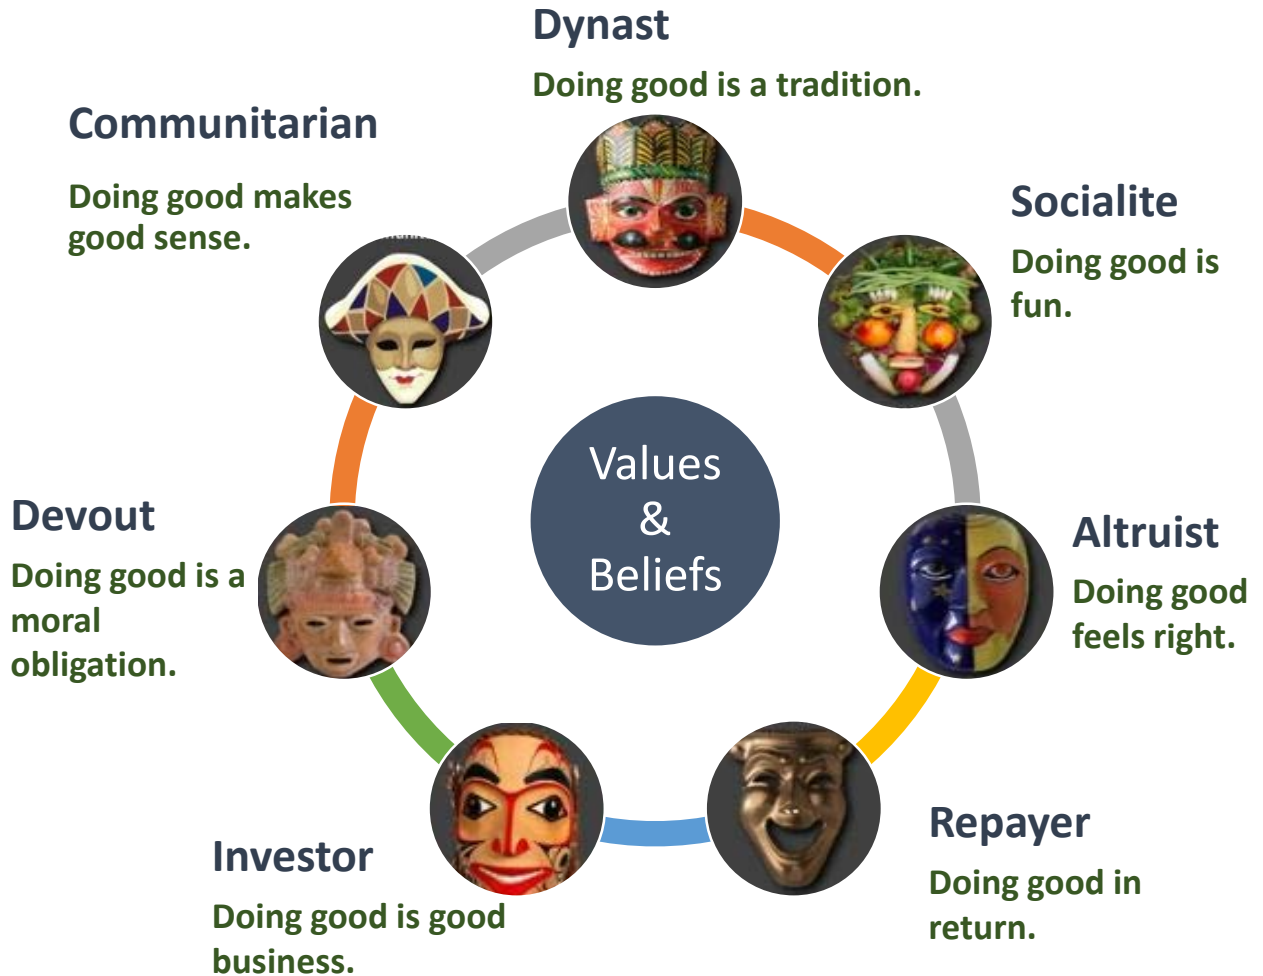 Dynast
Doing good is a tradition.
Communitarian
Doing good makes
good sense.
Socialite
Doing good is
fun.
Values
&
Beliefs
Devout
Doing good is a
moral
obligation.
Altruist
Doing good
feels right.
Investor
Doing good is good
business.
Repayer
Doing good in
return.